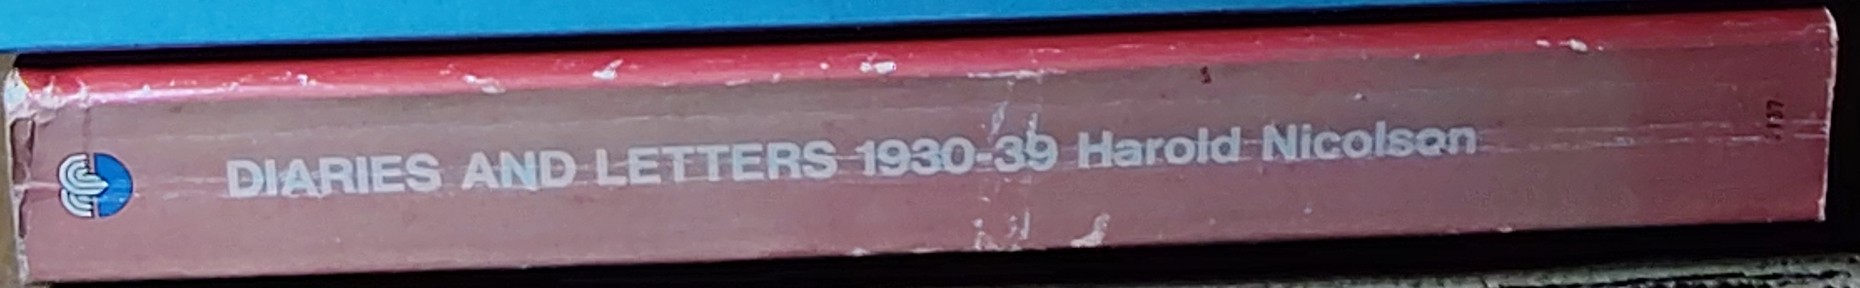 DIARIES AND LETTERS 1930-39 Harold Nicolson